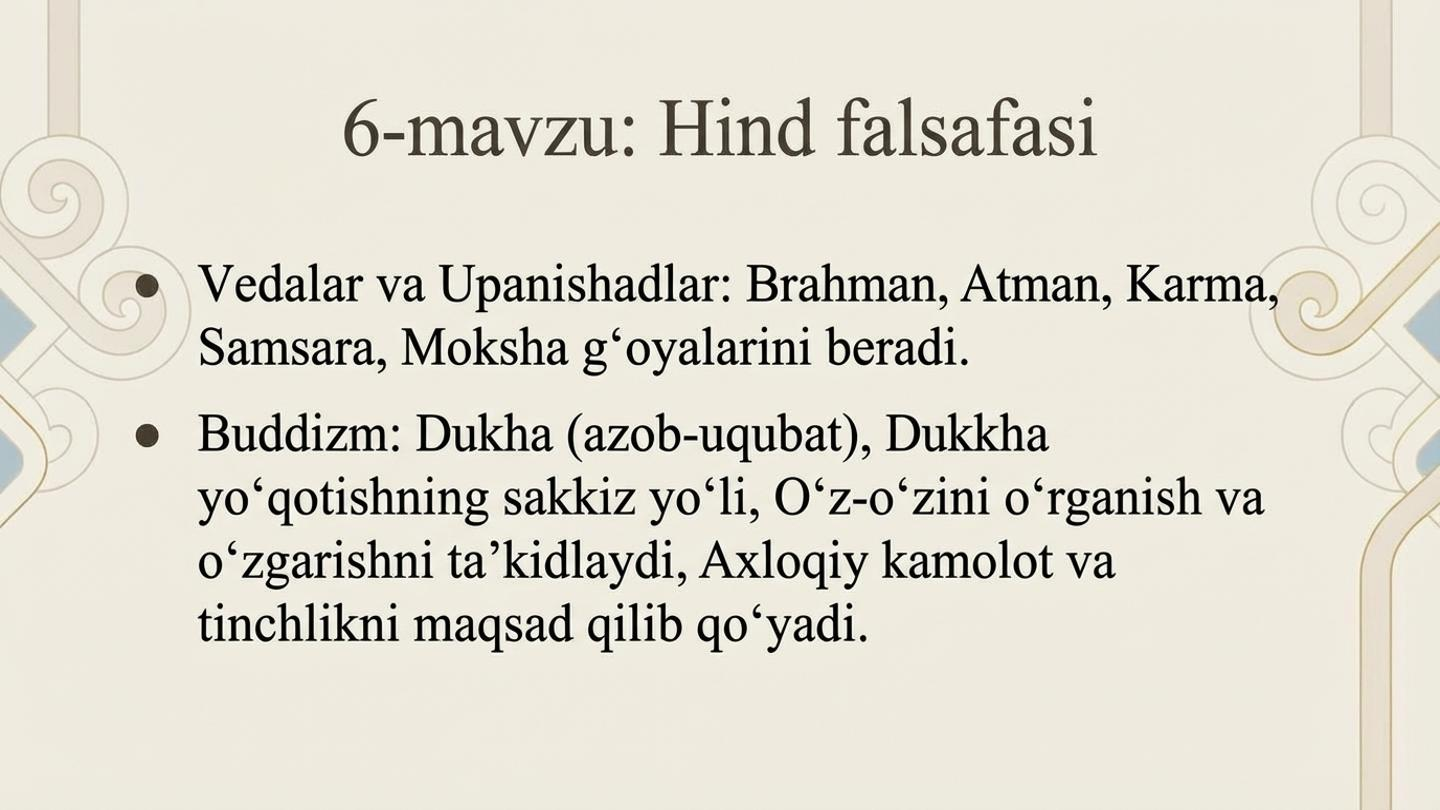 6-mavzu: Hind falsafasi
• Vedalar va Upanishadlar: Brahman, Atman, Karma,
Samsara, Moksha g‘oyalarini beradi.
• Buddizm: Dukha (azob-uqubat), Dukkha
yo‘qotishning sakkiz yo‘li, O‘z-o‘zini o‘rganish va
o‘zgarishni ta’kidlaydi, Axloqiy kamolot va
tinchlikni maqsad qilib qo‘yadi.